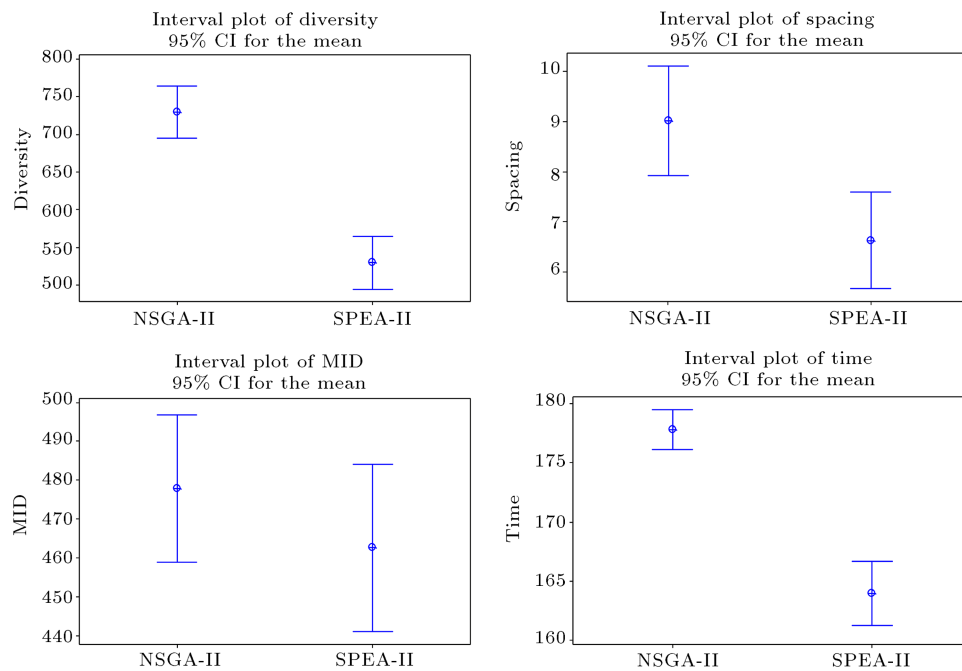 Interval plot of diversity
95% CI for the mean
800
750
700
650
600
550
500
Diversity
NSGA-II SPEA-II
Interval plot of spacing
95% CI for the mean
10
9
8
7
6
Spacing
NSGA-II SPEA-II
Interval plot of MID
95% CI for the mean
500
490
480
470
460
450
440
MID
NSGA-II SPEA-II
Interval plot of time
95% CI for the mean
180
175
170
165
160
Time
NSGA-II SPEA-II